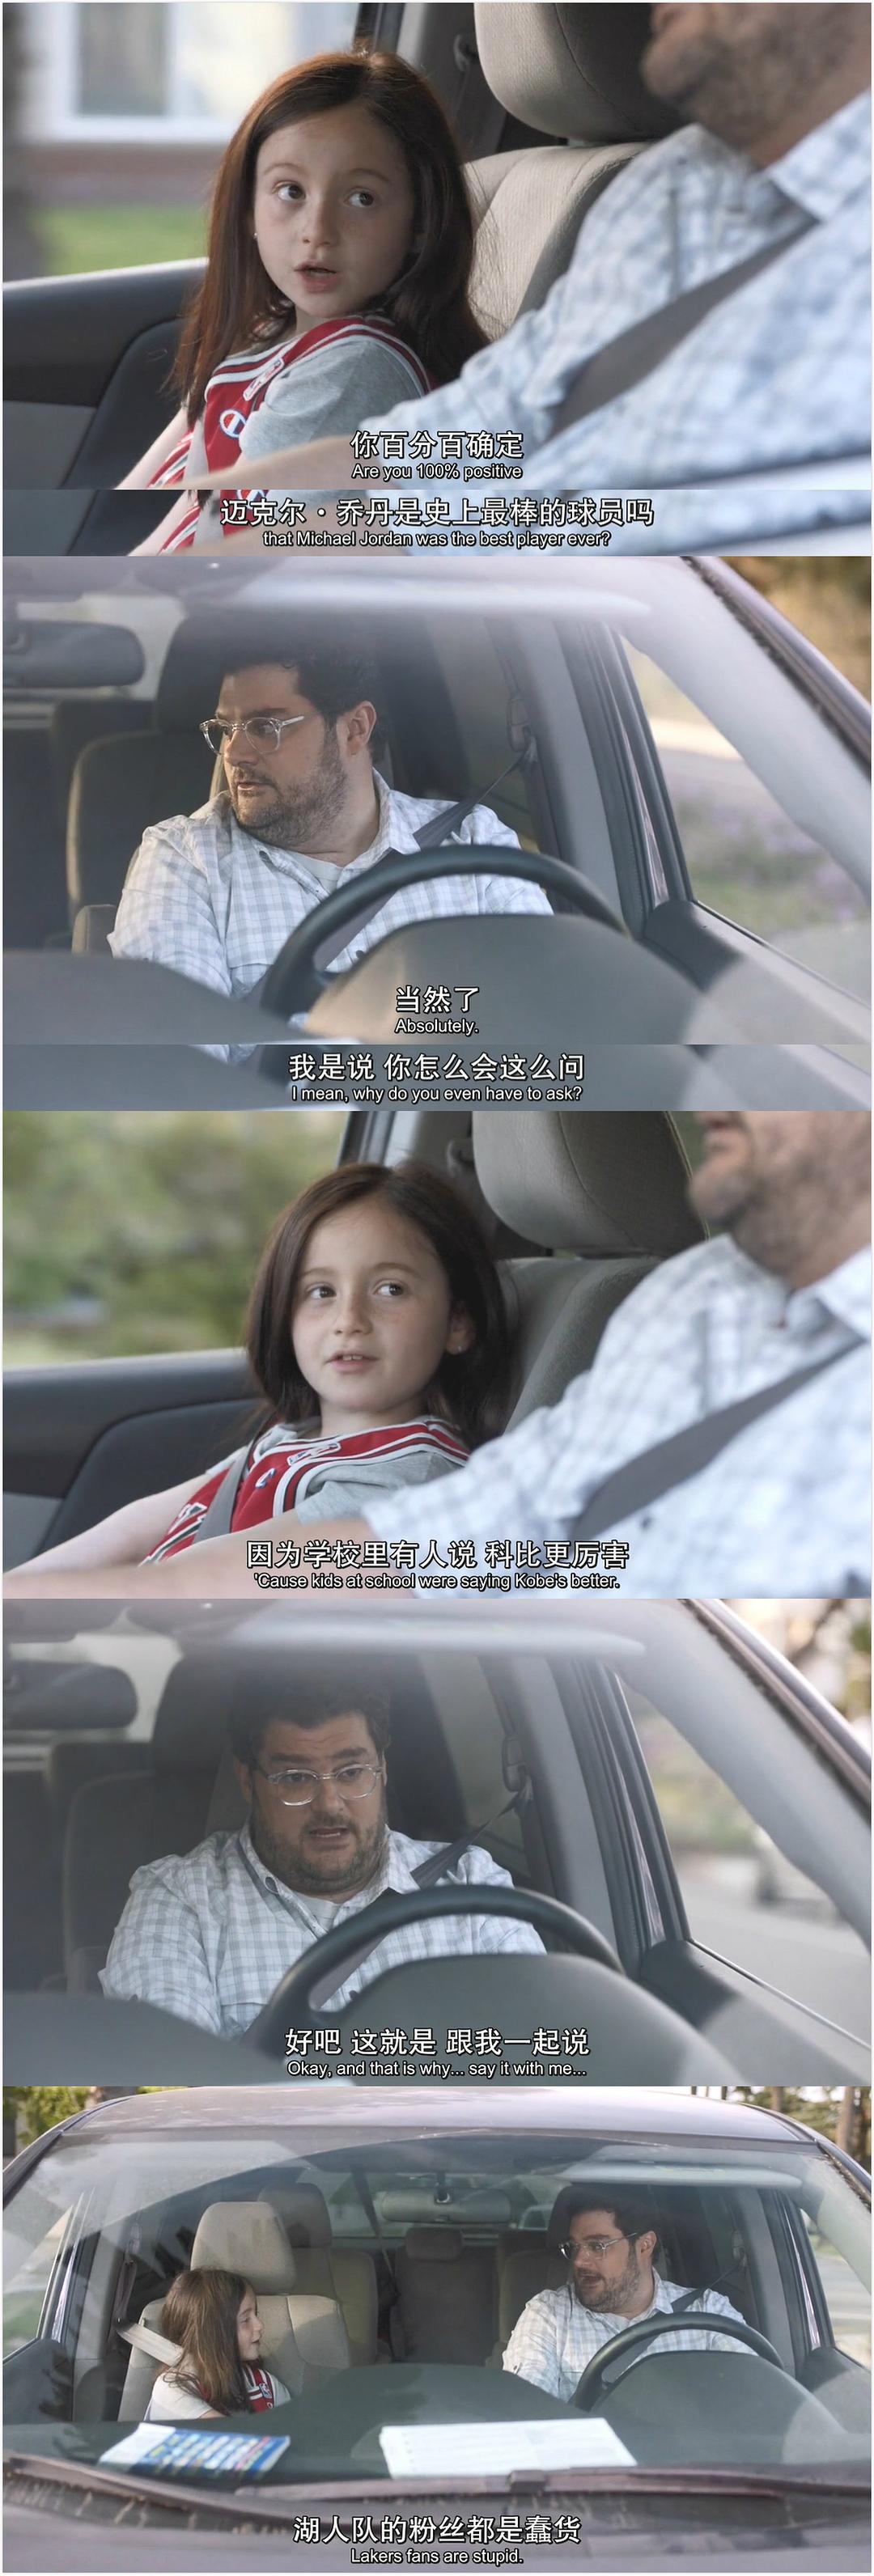 你百分百确定
Are you 100% positive
迈克尔·乔丹是史上最棒的球员吗
that Michael Jordan was the best player ever?
当然了
Absolutely.
我是说 你怎么会这么问
I mean, why do you even have to ask?
因为学校里有人说 科比更厉害
'Cause kids at school were saying Kobe's better.
好吧 这就是 跟我一起说
Okay, and that is why... say it with me...
湖人队的粉丝都是蠢货
Lakers fans are stupid.